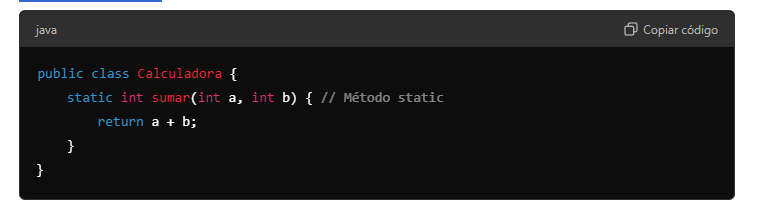 java
Copiar código
public class Calculadora {
    static int sumar(int a, int b) { // Método static
        return a + b;
    }
}